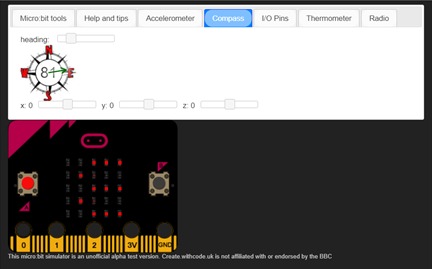 Micro:bit tools Help and tips Accelerometer Compass I/O Pins Thermometer Radio
heading:
N
W 81 E
S
x: 0 y: 0 z: 0
0 1 2 3V GND
This micro:bit simulator is an unofficial alpha test version. Create.withcode.uk is not affiliated with or endorsed by the BBC